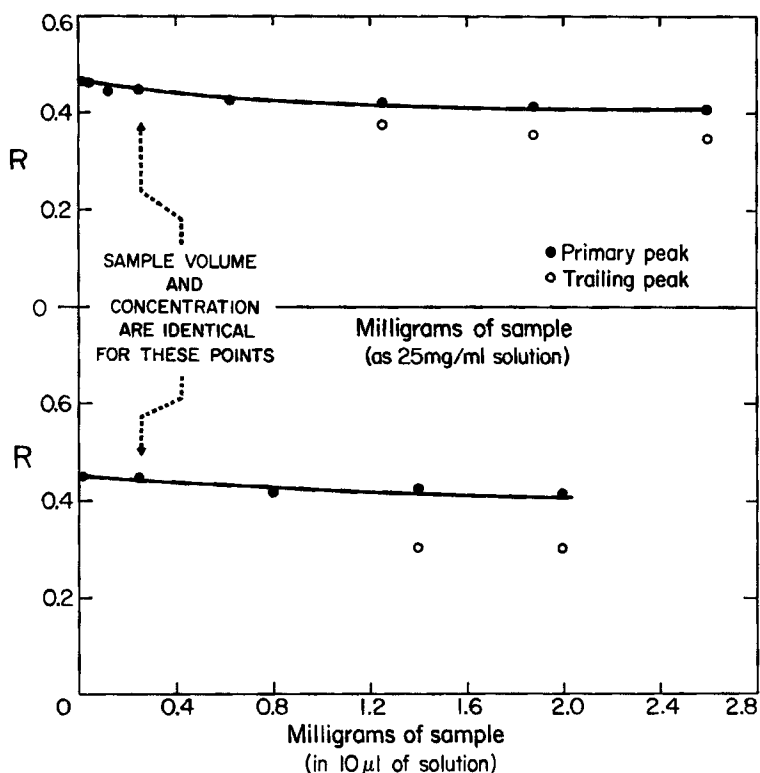 0.6
0.4
R
0.2
0
SAMPLE VOLUME
AND
CONCENTRATION
ARE IDENTICAL
FOR THESE POINTS
● Primary peak
○ Trailing peak
Milligrams of sample
(as 25mg/ml solution)
0.6
R
0.4
0.2
0
0 0.4 0.8 1.2 1.6 2.0 2.4 2.8
Milligrams of sample
(in 10 μl of solution)